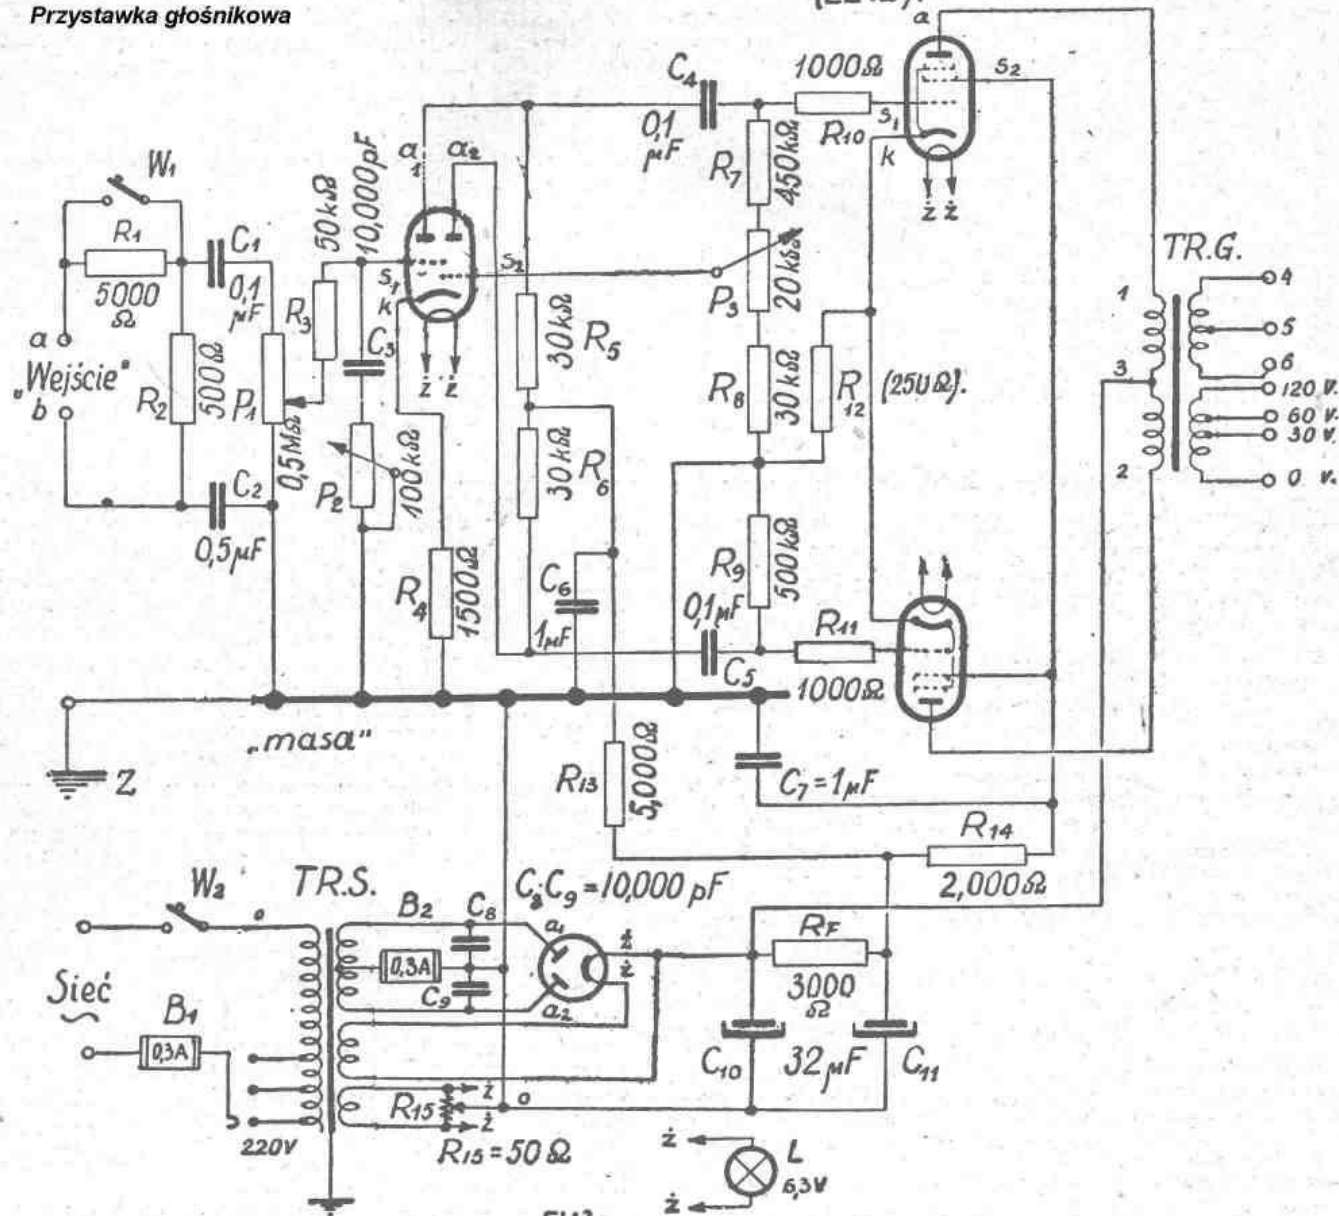 Przystawka głośnikowa
a
C4
1000Ω
S2
0,1
μF
S1
R10
k
ż ż
W1
R1
5000
Ω
C1
0,1
μF
50kΩ
10,000pF
a1
a2
R7
450kΩ
TR.G.
4
5
6
120 v.
60 v.
30 v.
0 v.
1
3
2
a
"Wejście"
b
R2
500Ω
P1
0,5MΩ
R3
C3
S1
k
S2
ż ż
30kΩ
R5
P3
20kΩ
R8
30kΩ
R12
P2
100kΩ
30kΩ
R6
C2
0,5μF
R4
1500Ω
C6
1μF
R9
500kΩ
0,1μF
C5
R11
1000Ω
"masa"
Z
R13
5,000Ω
C7=1μF
R14
2,000Ω
W2
TR.S.
C8;C9=10,000 pF
o
B2
C8
a1
ż
ż
RF
3000
Ω
0,3A
C9
a2
Sieć
B1
0,3A
C10
32μF
C11
R15
ż
ż
o
220V
R15=50Ω
ż
L
6,3V
ż